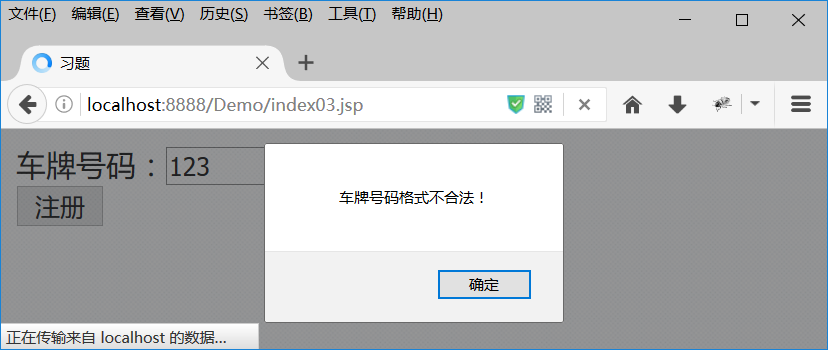 文件(F) 编辑(E) 查看(V) 历史(S) 书签(B) 工具(T) 帮助(H)
习题
localhost:8888/Demo/index03.jsp
车牌号码：123
注册
车牌号码格式不合法！
确定
正在传输来自 localhost 的数据...